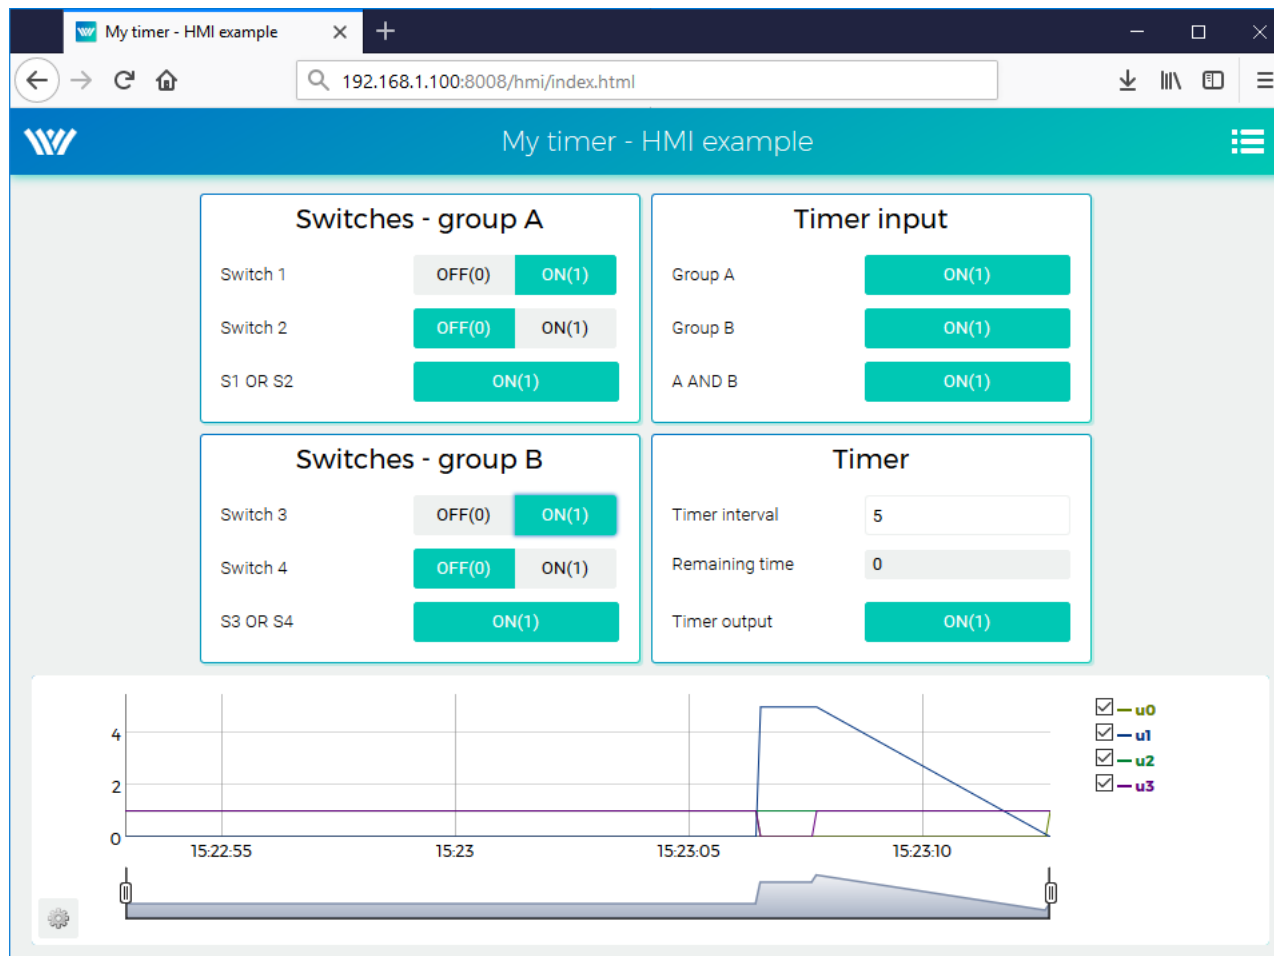 My timer - HMI example
192.168.1.100:8008/hmi/index.html
My timer - HMI example
Switches - group A
Switch 1 OFF(0) ON(1)
Switch 2 OFF(0) ON(1)
S1 OR S2 ON(1)
Timer input
Group A ON(1)
Group B ON(1)
A AND B ON(1)
Switches - group B
Switch 3 OFF(0) ON(1)
Switch 4 OFF(0) ON(1)
S3 OR S4 ON(1)
Timer
Timer interval 5
Remaining time 0
Timer output ON(1)
4
2
0
15:22:55 15:23 15:23:05 15:23:10
u0
u1
u2
u3